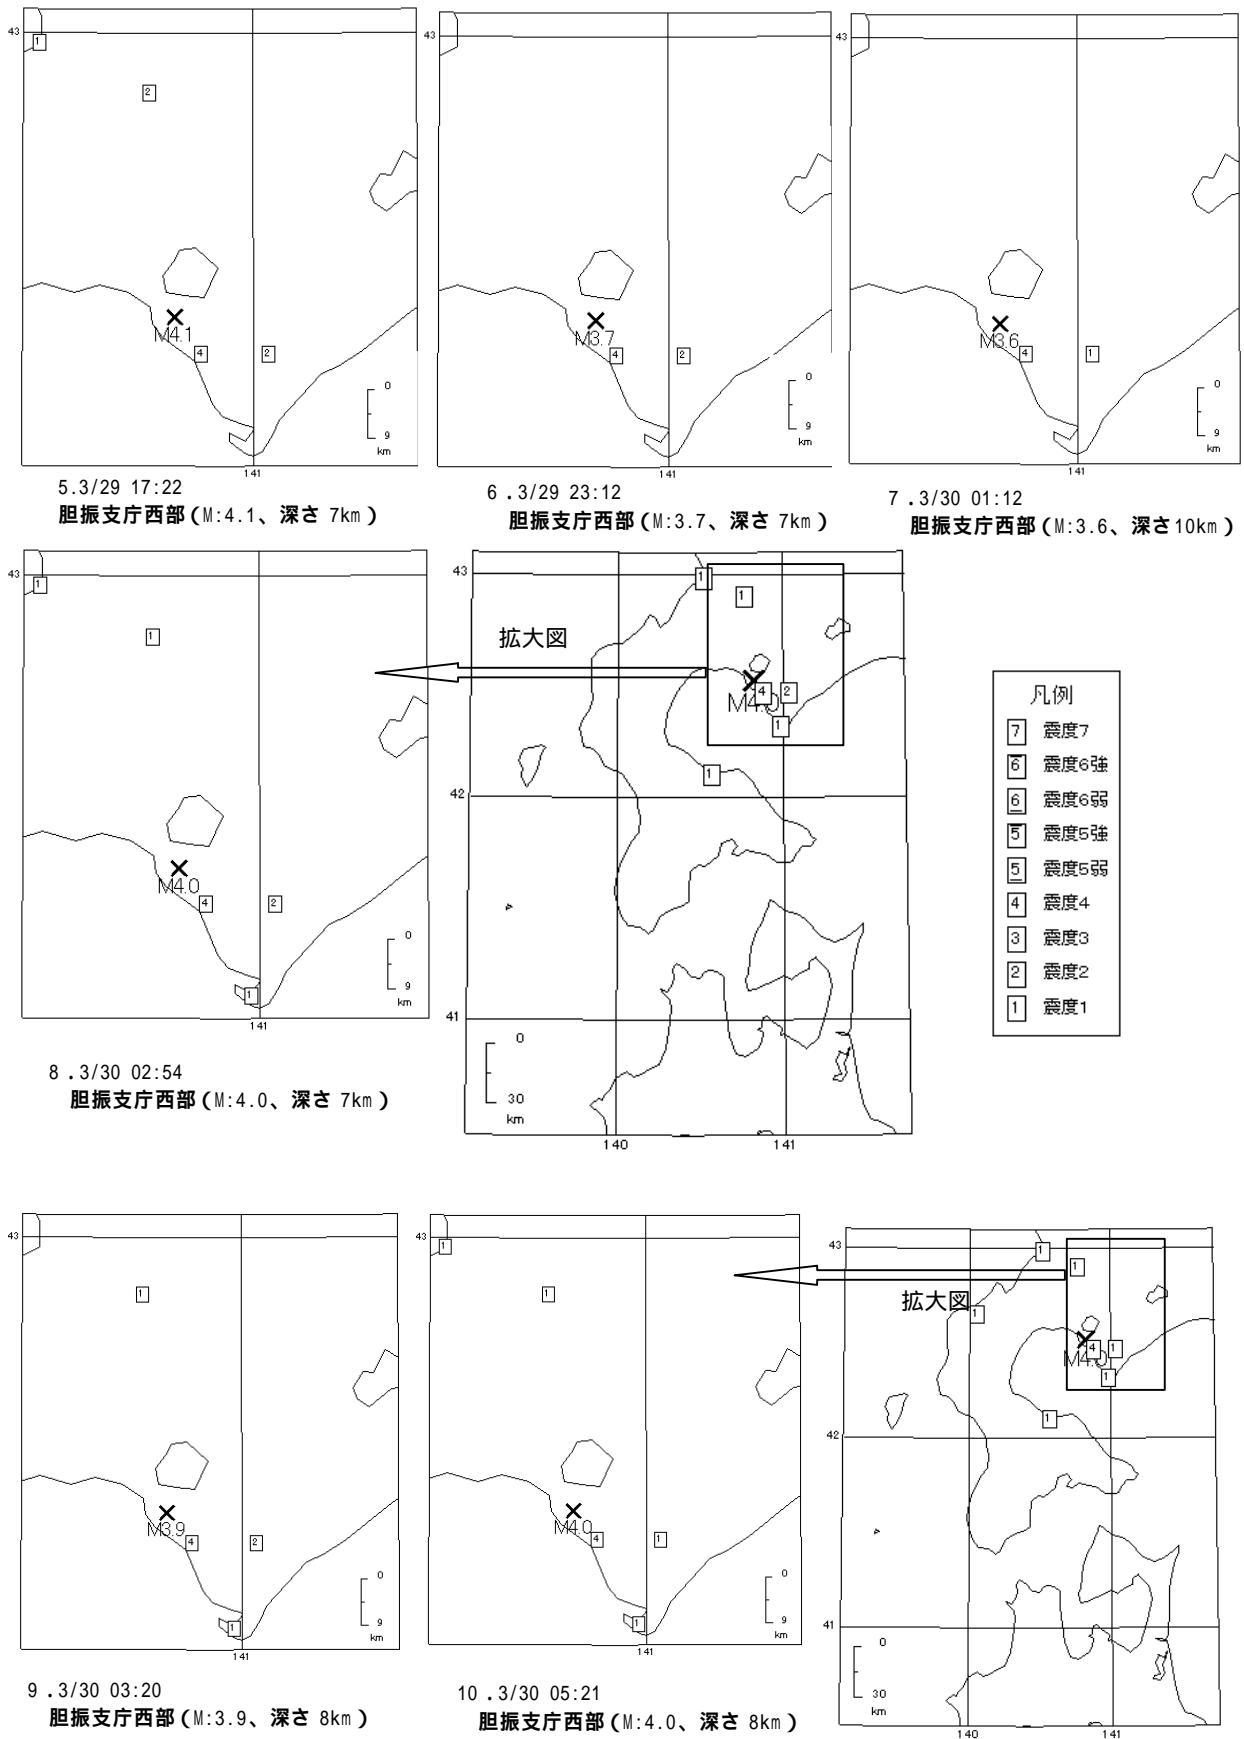 43
1
2
M4.1
4
2
0
9
km
141
5.3/29 17:22
胆振支庁西部(M:4.1、深さ 7km)
43
M3.7
4
2
0
9
km
141
6.3/29 23:12
胆振支庁西部(M:3.7、深さ 7km)
43
M3.6
4
1
0
9
km
141
7.3/30 01:12
胆振支庁西部(M:3.6、深さ10km)
43
1
1
M4.0
4
2
1
0
9
km
141
8.3/30 02:54
胆振支庁西部(M:4.0、深さ 7km)
43
1
1
拡大図
4
2
M4.0
1
1
42
41
0
30
km
140
141
凡例
7 震度7
6 震度6強
6 震度6弱
5 震度5強
5 震度5弱
4 震度4
3 震度3
2 震度2
1 震度1
43
1
M3.9
4
2
1
0
9
km
141
9.3/30 03:20
胆振支庁西部(M:3.9、深さ 8km)
1
1
M4.0
4
1
1
0
9
km
141
10.3/30 05:21
胆振支庁西部(M:4.0、深さ 8km)
43
1
1
拡大図
1
4
1
M4.0
1
1
42
41
0
30
km
140
141